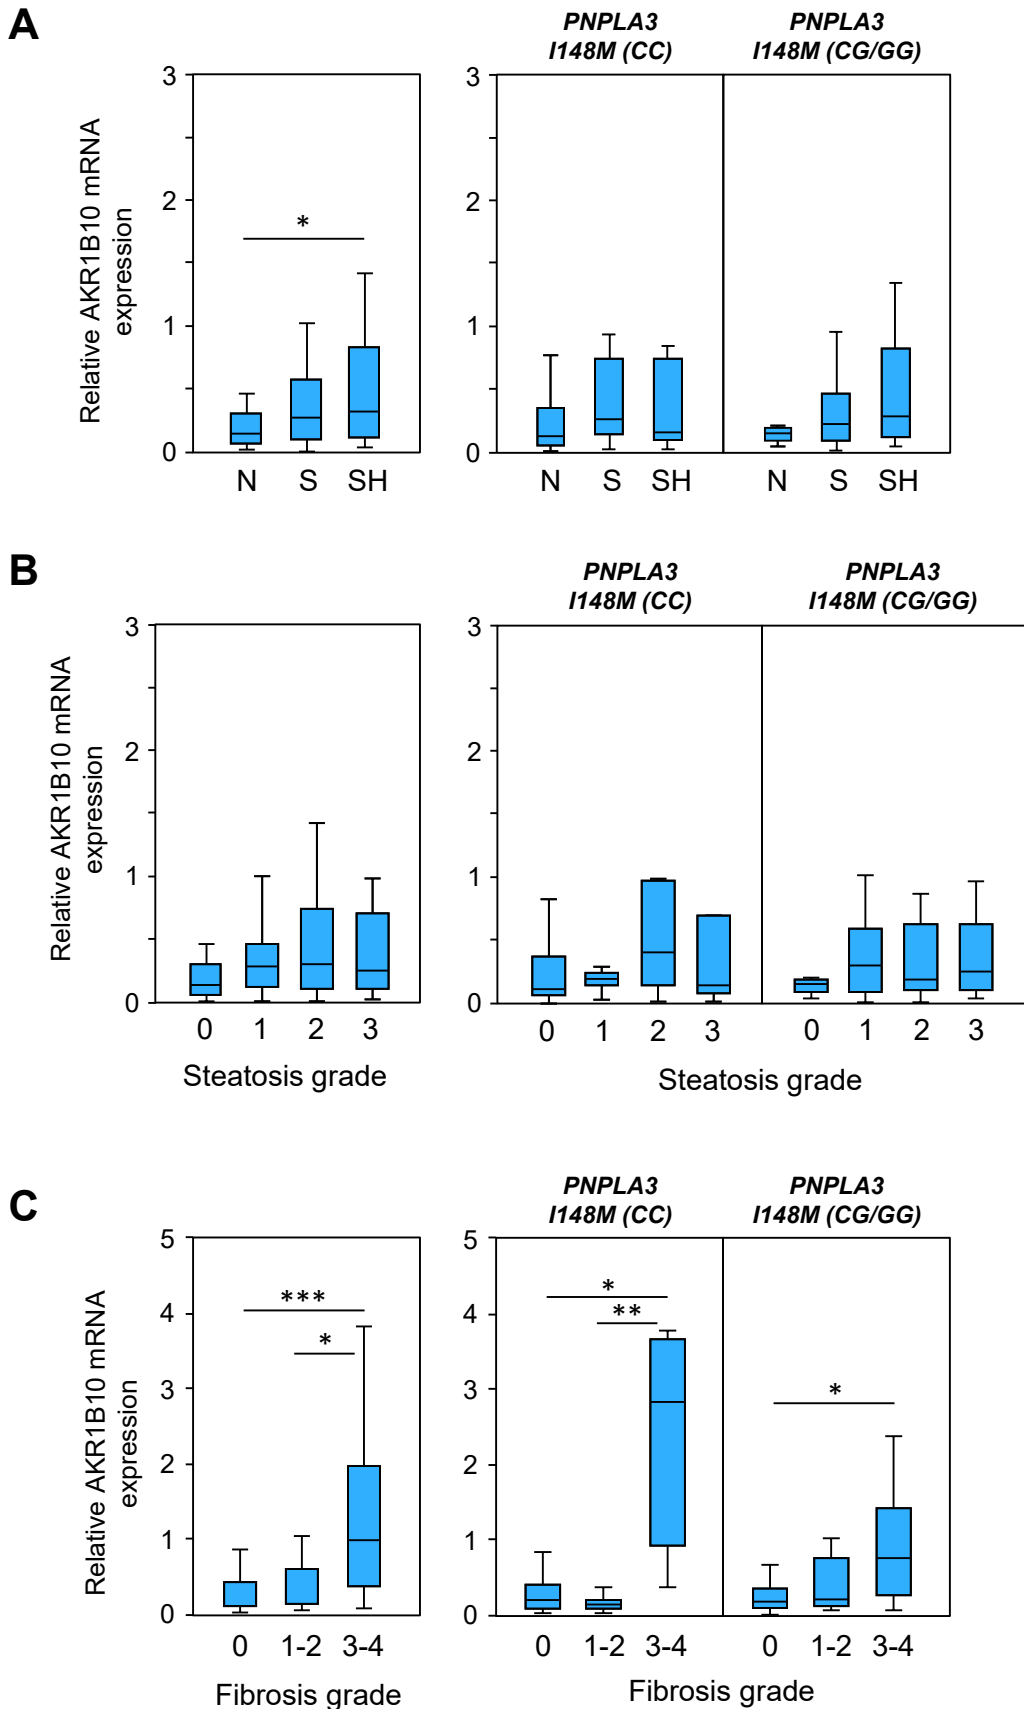 A
PNPLA3
I148M (CC)
PNPLA3
I148M (CG/GG)
Relative AKR1B10 mRNA
expression
3
2
1
0
*
N S SH
3
2
1
0
N S SH
N S SH
B
PNPLA3
I148M (CC)
PNPLA3
I148M (CG/GG)
Relative AKR1B10 mRNA
expression
3
2
1
0
0 1 2 3
Steatosis grade
3
2
1
0
0 1 2 3
0 1 2 3
Steatosis grade
C
PNPLA3
I148M (CC)
PNPLA3
I148M (CG/GG)
Relative AKR1B10 mRNA
expression
5
4
3
2
1
0
***
*
0 1-2 3-4
Fibrosis grade
5
4
3
2
1
0
*
**
*
0 1-2 3-4
0 1-2 3-4
Fibrosis grade